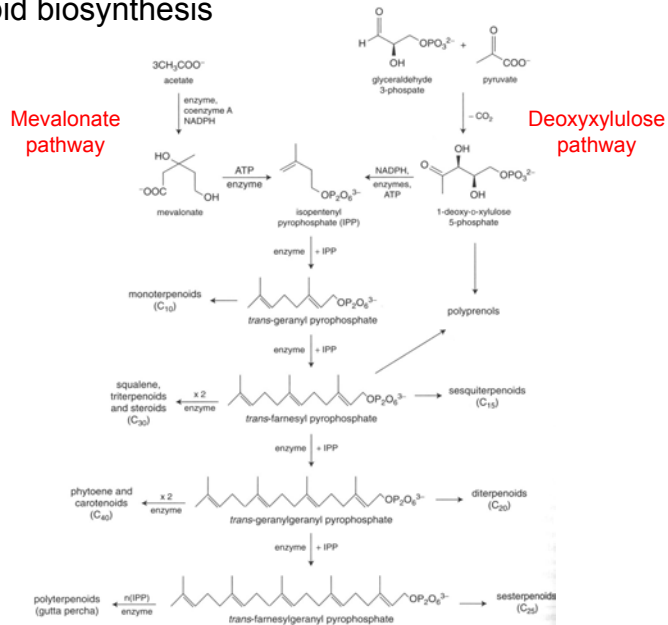 oid biosynthesis
H
O
OPO₃²⁻
OH
+
O
COO⁻
glyceraldehyde
3-phospate
pyruvate
3CH₃COO⁻
acetate
enzyme,
coenzyme A
NADPH
– CO₂
Mevalonate
pathway
Deoxyxylulose
pathway
HO
⁻OOC
OH
mevalonate
ATP
enzyme
OP₂O₆³⁻
isopentenyl
pyrophosphate (IPP)
NADPH,
enzymes,
ATP
OH
O
OPO₃²⁻
OH
1-deoxy-D-xylulose
5-phosphate
enzyme + IPP
monoterpenoids
(C₁₀)
OP₂O₆³⁻
trans-geranyl pyrophosphate
polyprenols
enzyme + IPP
squalene,
triterpenoids
and steroids
(C₃₀)
x 2
enzyme
OP₂O₆³⁻
trans-farnesyl pyrophosphate
sesquiterpenoids
(C₁₅)
enzyme + IPP
phytoene and
carotenoids
(C₄₀)
x 2
enzyme
OP₂O₆³⁻
trans-geranylgeranyl pyrophosphate
diterpenoids
(C₂₀)
enzyme + IPP
polyterpenoids
(gutta percha)
n(IPP)
enzyme
OP₂O₆³⁻
trans-farnesylgeranyl pyrophosphate
sesterpenoids
(C₂₅)